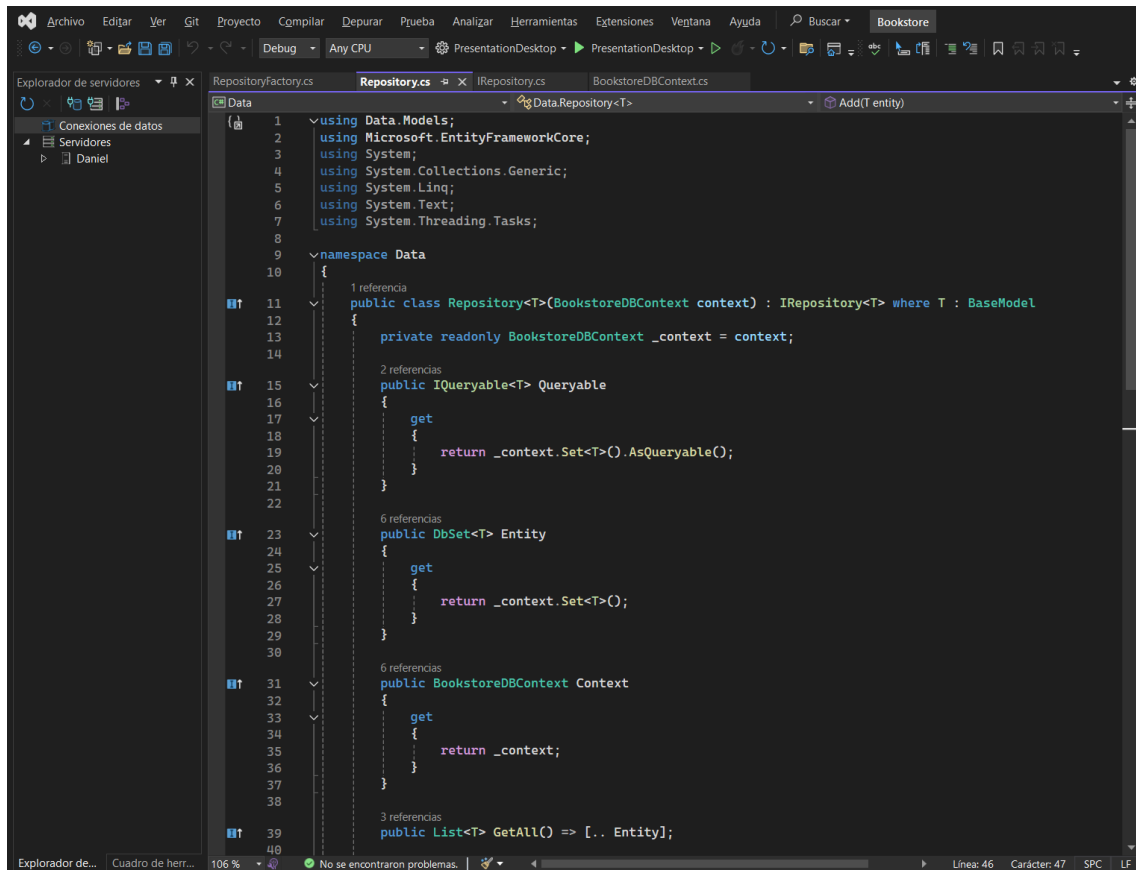 Archivo Editar Ver Git Proyecto Compilar Depurar Prueba Analizar Herramientas Extensiones Ventana Ayuda Buscar Bookstore
Debug Any CPU PresentationDesktop PresentationDesktop
Explorador de servidores RepositoryFactory.cs Repository.cs IRepository.cs BookstoreDBContext.cs
Data Data.Repository<T> Add(T entity)
Conexiones de datos
Servidores
Daniel
1 using Data.Models;
2 using Microsoft.EntityFrameworkCore;
3 using System;
4 using System.Collections.Generic;
5 using System.Linq;
6 using System.Text;
7 using System.Threading.Tasks;
8
9 namespace Data
10 {
1 referencia
11 public class Repository<T>(BookstoreDBContext context) : IRepository<T> where T : BaseModel
12 {
13 private readonly BookstoreDBContext _context = context;
14
2 referencias
15 public IQueryable<T> Queryable
16 {
17 get
18 {
19 return _context.Set<T>().AsQueryable();
20 }
21 }
22
6 referencias
23 public DbSet<T> Entity
24 {
25 get
26 {
27 return _context.Set<T>();
28 }
29 }
30
6 referencias
31 public BookstoreDBContext Context
32 {
33 get
34 {
35 return _context;
36 }
37 }
38
3 referencias
39 public List<T> GetAll() => [.. Entity];
40
Explorador de... Cuadro de herr... 106 % No se encontraron problemas. Línea: 46 Carácter: 47 SPC LF